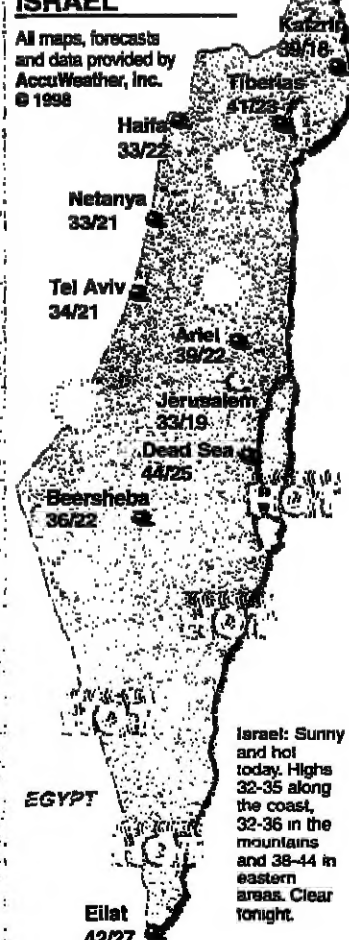 ISRAEL
All maps, forecasts
and data provided by
AccuWeather, Inc.
© 1998
Katzrin
39/18
Tiberias
41/23
Haifa
33/22
Netanya
33/21
Tel Aviv
34/21
Ariel
39/22
Jerusalem
33/19
Dead Sea
44/25
Beersheba
36/22
EGYPT
Israel: Sunny
and hot
today. Highs
32-35 along
the coast,
32-36 in the
mountains
and 38-44 in
eastern
areas. Clear
tonight.
Eilat
42/27